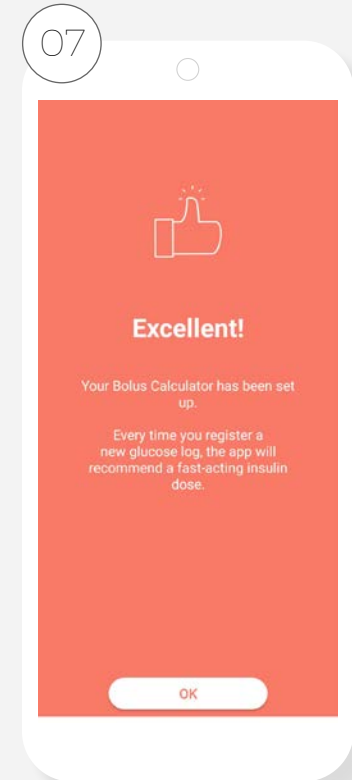 07
Excellent!
Your Bolus Calculator has been set
up.
Every time you register a
new glucose log, the app will
recommend a fast-acting insulin
dose.
OK